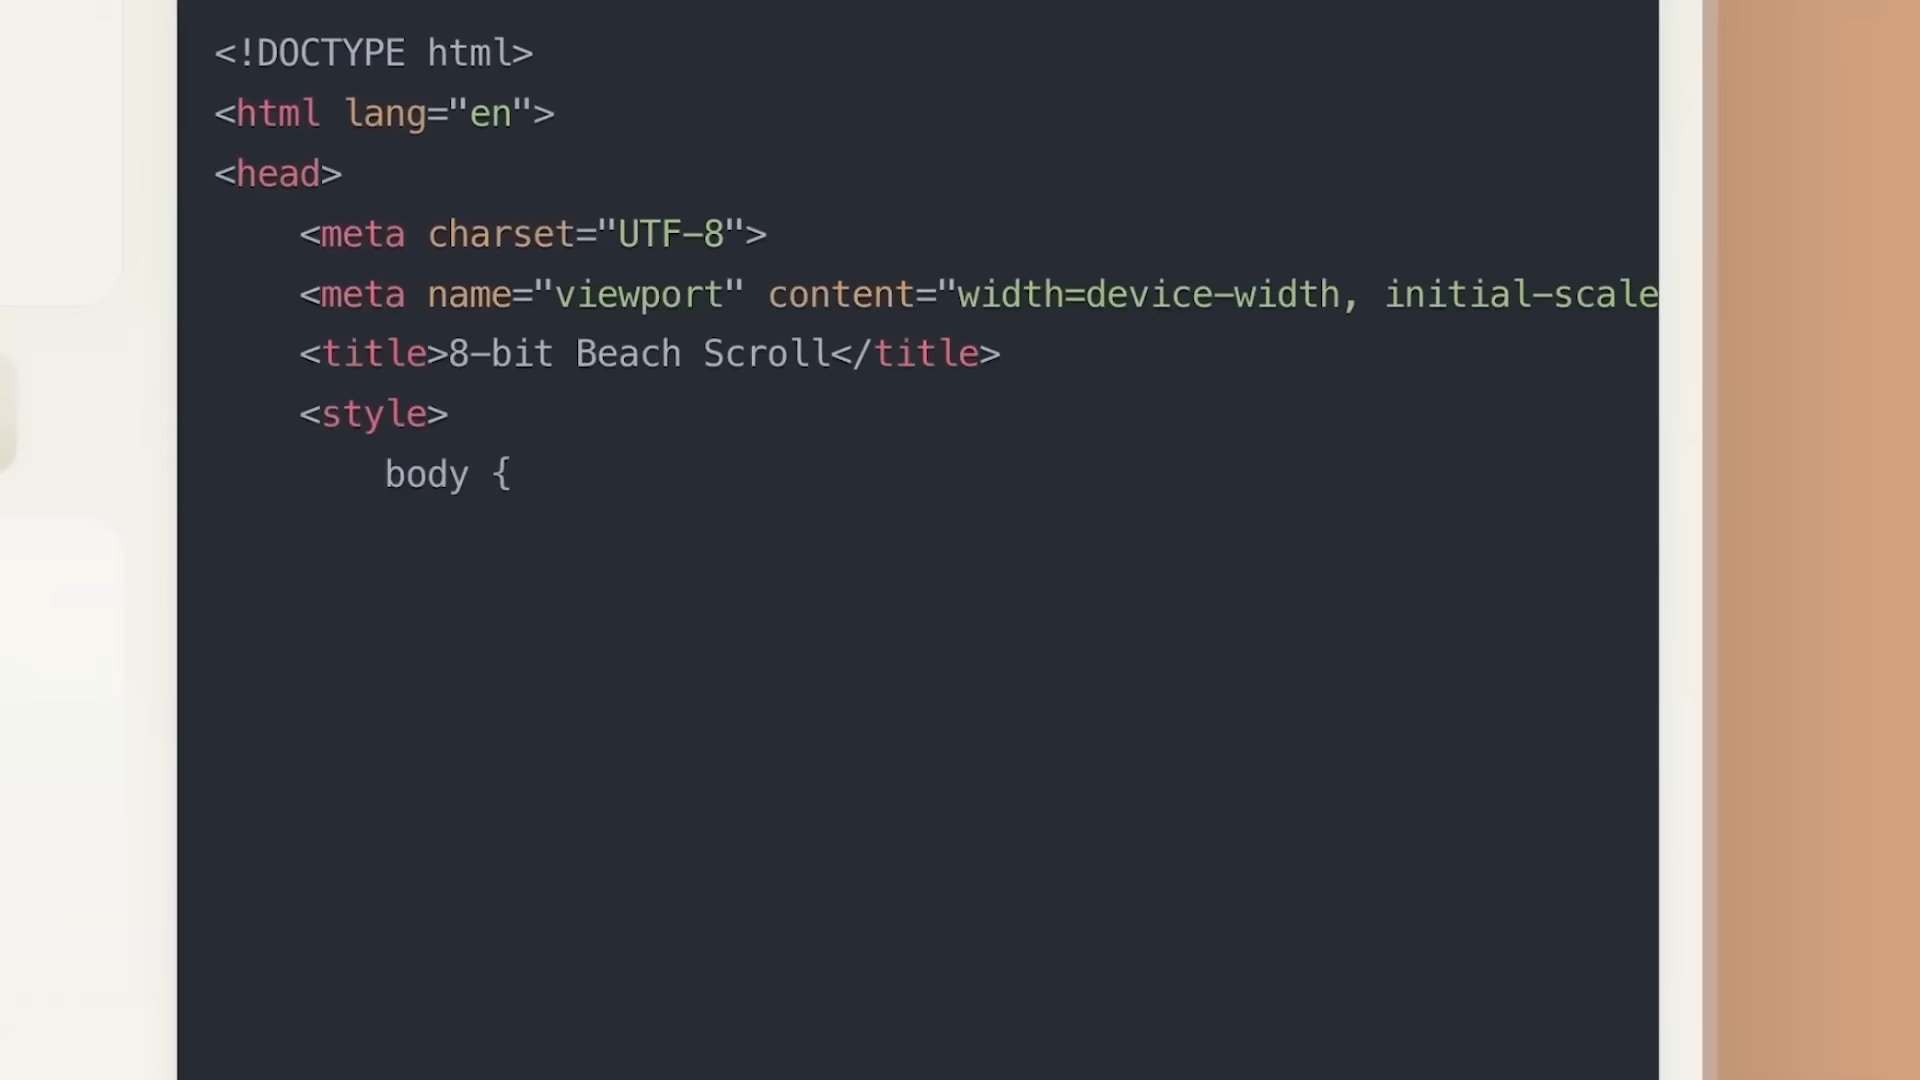 <!DOCTYPE html>
<html lang="en">
<head>
    <meta charset="UTF-8">
    <meta name="viewport" content="width=device-width, initial-scale
    <title>8-bit Beach Scroll</title>
    <style>
        body {